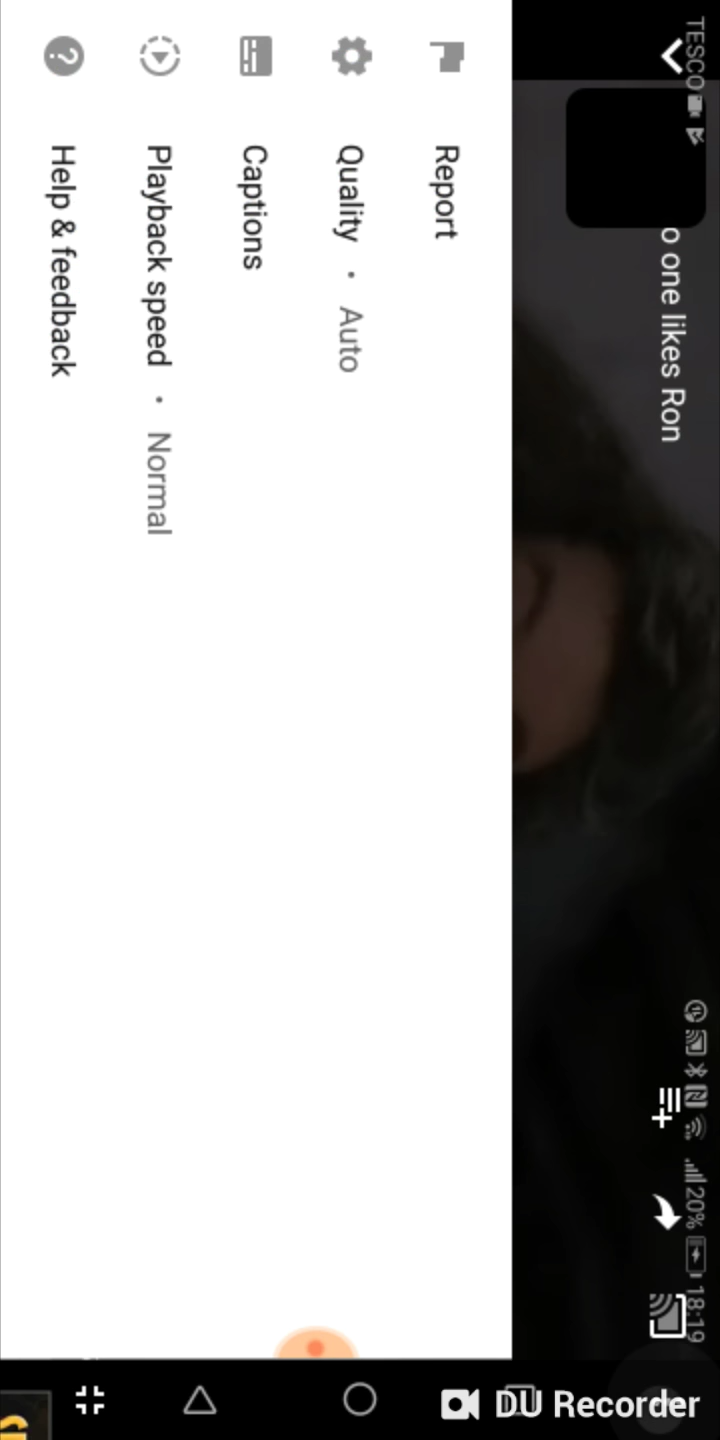 TESCO
20%
18:19
o one likes Ron
Report
Quality • Auto
Captions
Playback speed • Normal
Help & feedback
DU Recorder